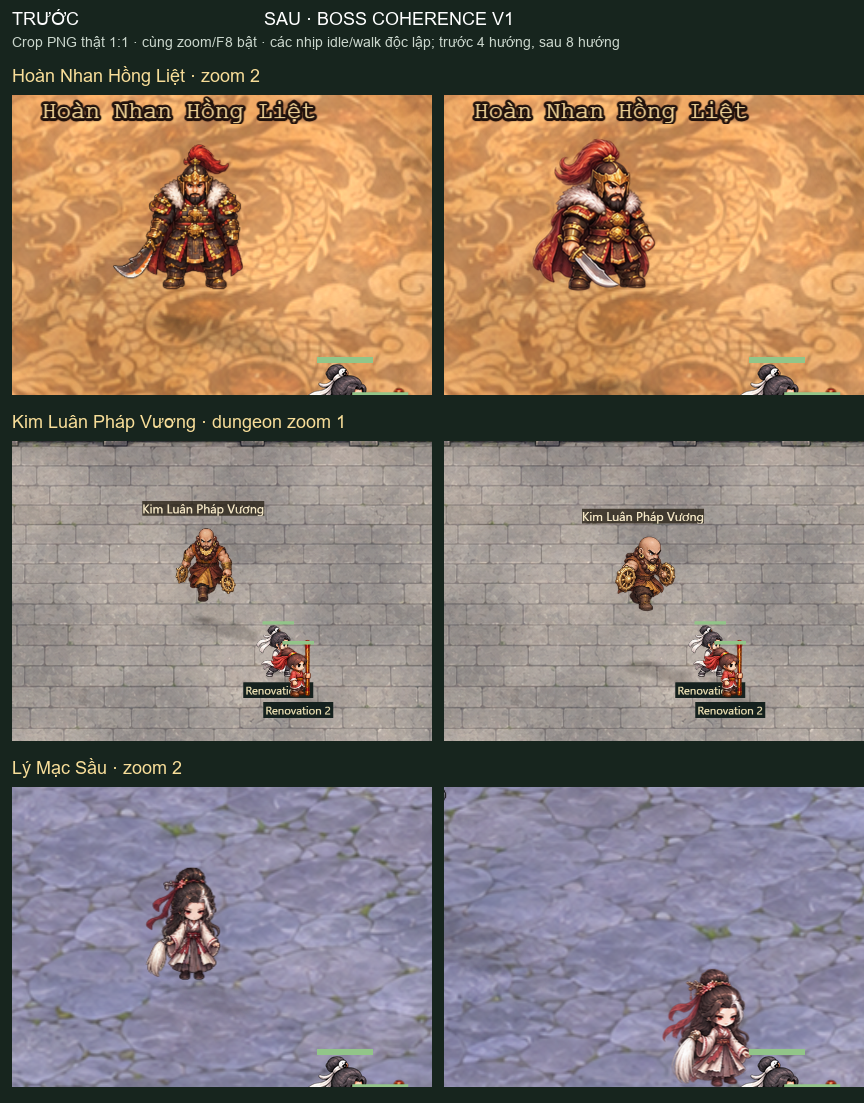 TRƯỚC SAU · BOSS COHERENCE V1
Crop PNG thật 1:1 · cùng zoom/F8 bật · các nhịp idle/walk độc lập; trước 4 hướng, sau 8 hướng
Hoàn Nhan Hồng Liệt · zoom 2
Hoàn Nhan Hồng Liệt Hoàn Nhan Hồng Liệt
Kim Luân Pháp Vương · dungeon zoom 1
Kim Luân Pháp Vương Kim Luân Pháp Vương
Renovati Renovati
Renovation 2 Renovation 2
Lý Mạc Sầu · zoom 2